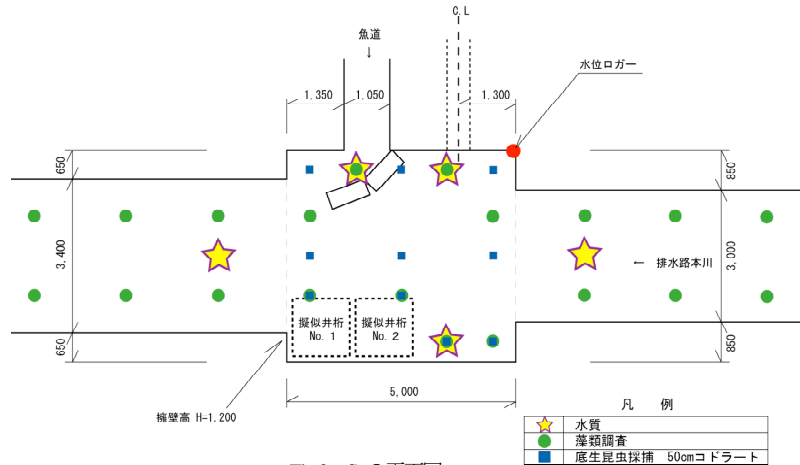 C.L
魚道
↓
水位ロガー
1.350
1.050
1.300
650
850
3,400
3,000
← 排水路本川
擬似井桁
No. 1
擬似井桁
No. 2
650
850
5,000
擁壁高 H-1.200
凡 例
水質
藻類調査
底生昆虫採捕 50cmコドラート